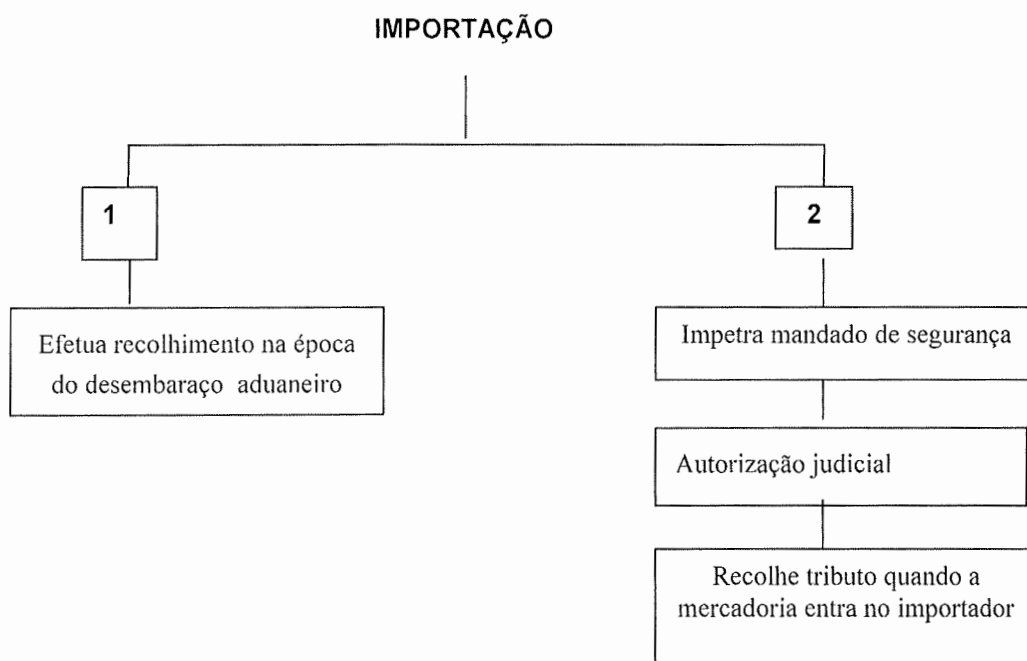 IMPORTAÇÃO
1
Efetua recolhimento na época
do desembaraço aduaneiro
2
Impetra mandado de segurança
Autorização judicial
Recolhe tributo quando a
mercadoria entra no importador